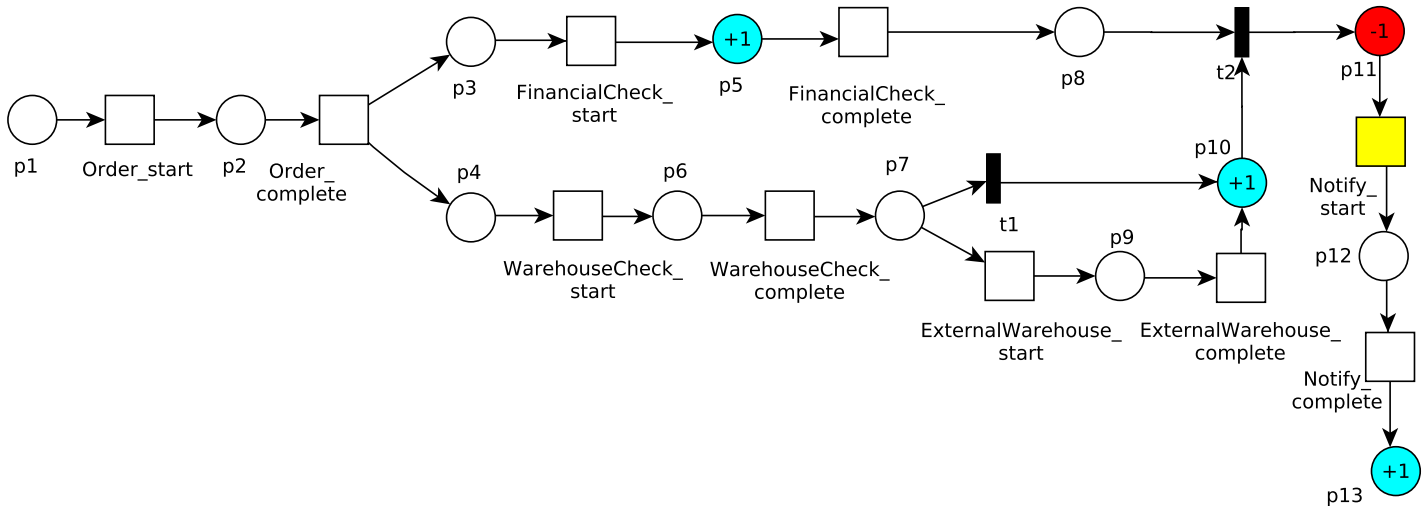 +1
-1
t2
p11
p3
p5
p8
FinancialCheck_
start
FinancialCheck_
complete
p1
Order_start
p2
Order_
complete
p4
p6
p7
p10
+1
Notify_
start
t1
p9
p12
WarehouseCheck_
start
WarehouseCheck_
complete
ExternalWarehouse_
start
ExternalWarehouse_
complete
Notify_
complete
+1
p13